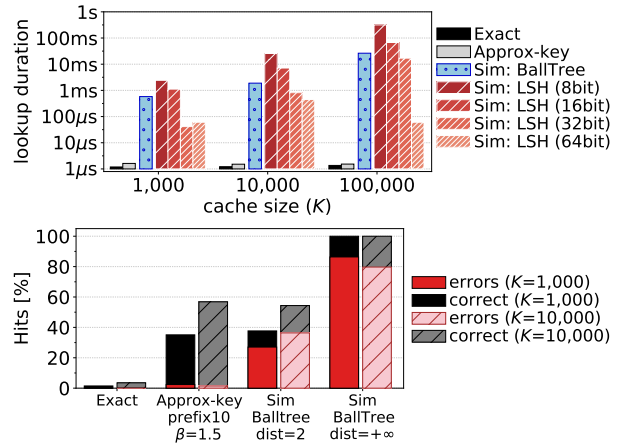 lookup duration
1s
100ms
10ms
1ms
100μs
10μs
1μs
1,000
10,000
100,000
cache size (K)
Exact
Approx-key
Sim: BallTree
Sim: LSH (8bit)
Sim: LSH (16bit)
Sim: LSH (32bit)
Sim: LSH (64bit)
Hits [%]
100
80
60
40
20
0
Exact
Approx-key
prefix10
β=1.5
Sim
Balltree
dist=2
Sim
BallTree
dist=+∞
errors (K=1,000)
correct (K=1,000)
errors (K=10,000)
correct (K=10,000)